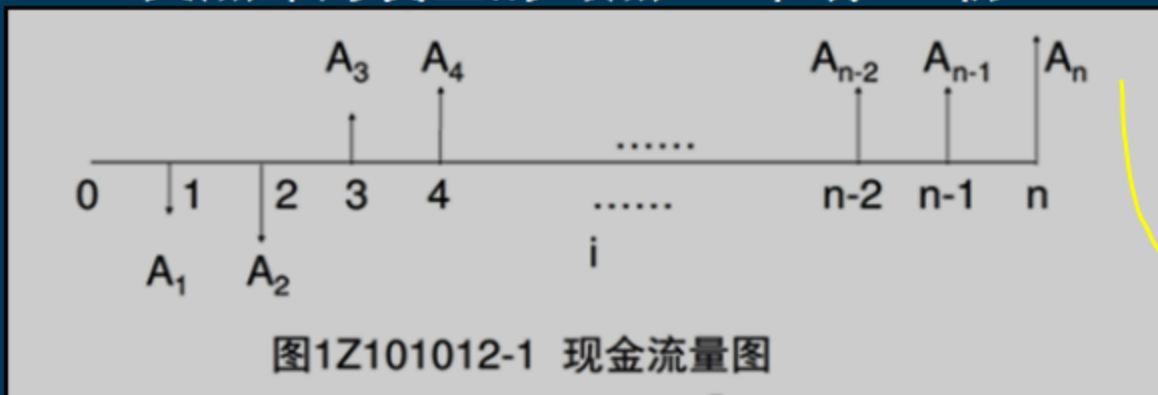 A3 A4 An-2 An-1 An
......
0 1 2 3 4 ...... n-2 n-1 n
i
A1 A2
图1Z101012-1 现金流量图